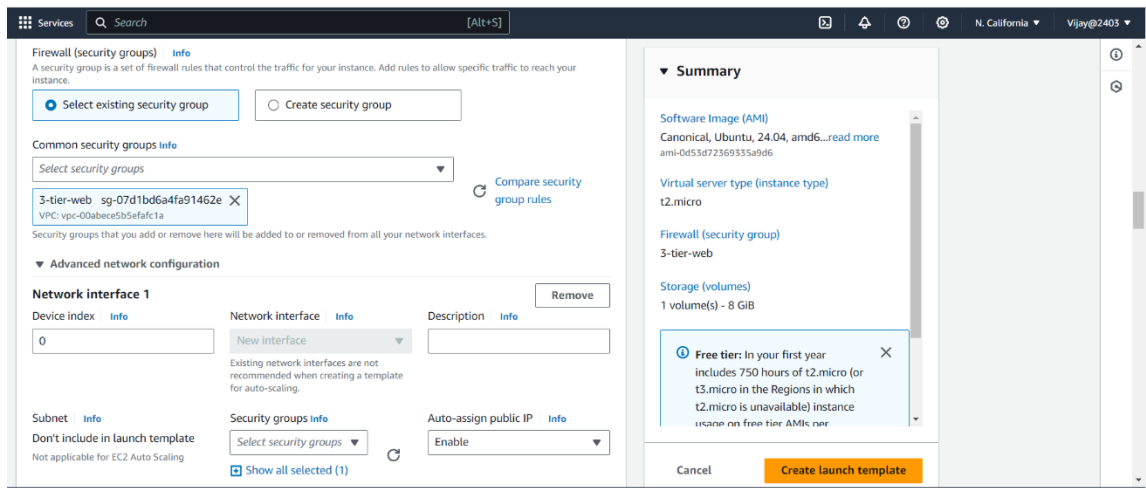 Services
Search
[Alt+S]
N. California
Vijay@2403
Firewall (security groups) Info
A security group is a set of firewall rules that control the traffic for your instance. Add rules to allow specific traffic to reach your
instance.
Select existing security group
Create security group
Common security groups Info
Select security groups
3-tier-web sg-07d1bd6a4fa91462e
VPC: vpc-00abece5b5efafc1a
Compare security
group rules
Security groups that you add or remove here will be added to or removed from all your network interfaces.
Advanced network configuration
Network interface 1
Remove
Device index Info
0
Network interface Info
New interface
Existing network interfaces are not
recommended when creating a template
for auto-scaling.
Description Info
Subnet Info
Don't include in launch template
Not applicable for EC2 Auto Scaling
Security groups Info
Select security groups
Show all selected (1)
Auto-assign public IP Info
Enable
Summary
Software Image (AMI)
Canonical, Ubuntu, 24.04, amd6...read more
ami-0d53d72369335a9d6
Virtual server type (instance type)
t2.micro
Firewall (security group)
3-tier-web
Storage (volumes)
1 volume(s) - 8 GiB
Free tier: In your first year
includes 750 hours of t2.micro (or
t3.micro in the Regions in which
t2.micro is unavailable) instance
usage on free tier AMIs per
Cancel
Create launch template